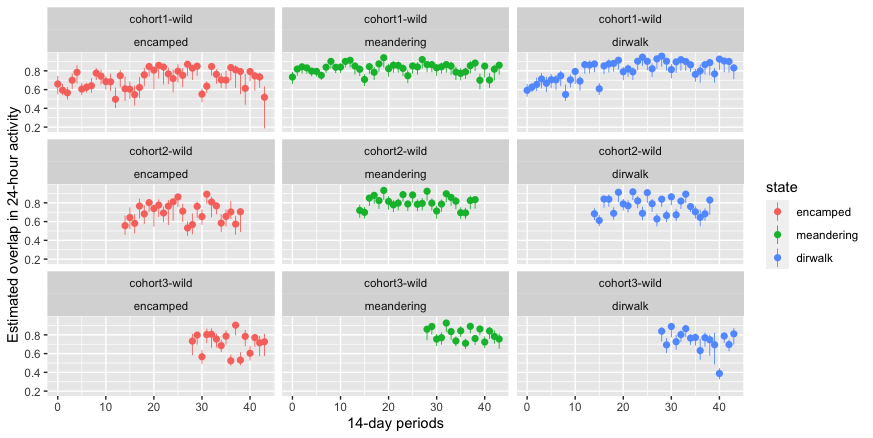 cohort1-wild cohort1-wild cohort1-wild
encamped meandering dirwalk
0.8
0.6
0.4
0.2
cohort2-wild cohort2-wild cohort2-wild
encamped meandering dirwalk
0.8
0.6
0.4
0.2
cohort3-wild cohort3-wild cohort3-wild
encamped meandering dirwalk
0.8
0.6
0.4
0.2
0 10 20 30 40 0 10 20 30 40 0 10 20 30 40
14-day periods
Estimated overlap in 24-hour activity
state
encamped
meandering
dirwalk